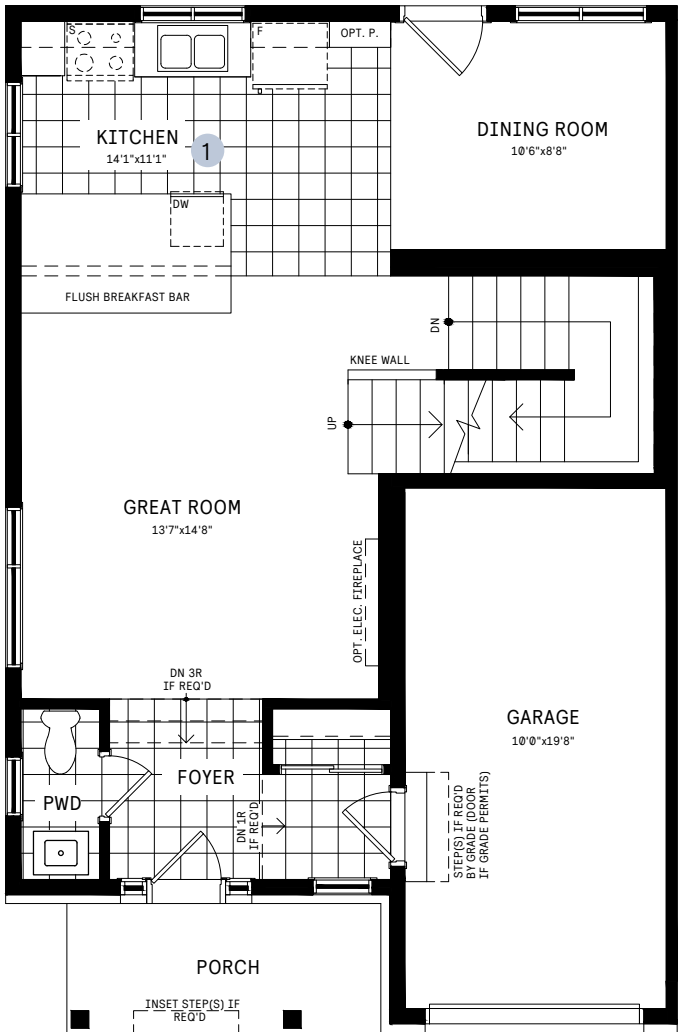 S
F
OPT. P.
KITCHEN
14'1"x11'1"
1
DINING ROOM
10'6"x8'8"
DW
FLUSH BREAKFAST BAR
DN
KNEE WALL
UP
GREAT ROOM
13'7"x14'8"
OPT. ELEC. FIREPLACE
DN 3R
IF REQ'D
GARAGE
10'0"x19'8"
FOYER
PWD
DN 1R
IF REQ'D
STEP(S) IF REQ'D
BY GRADE (DOOR
IF GRADE PERMITS)
PORCH
INSET STEP(S) IF
REQ'D